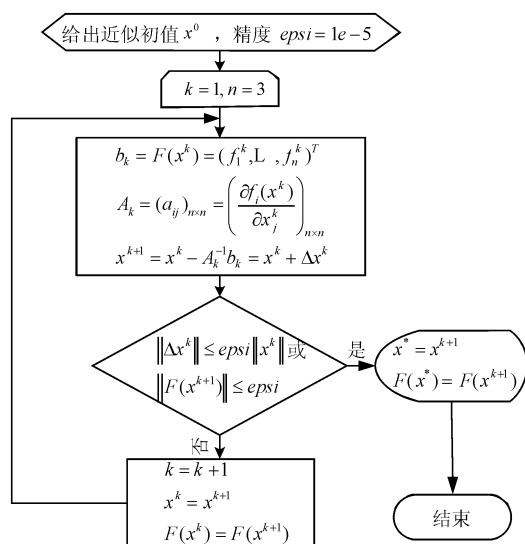 给出近似初值 x⁰ ，精度 epsi = 1e−5
k = 1, n = 3
b_k = F(x^k) = (f_1^k, L , f_n^k)^T
A_k = (a_{ij})_{n×n} = (∂f_i(x^k) / ∂x_j^k)_{n×n}
x^{k+1} = x^k − A_k^{-1} b_k = x^k + Δx^k
‖Δx^k‖ ≤ epsi‖x^k‖ 或
‖F(x^{k+1})‖ ≤ epsi
是
x^* = x^{k+1}
F(x^*) = F(x^{k+1})
否
k = k + 1
x^k = x^{k+1}
F(x^k) = F(x^{k+1})
结束